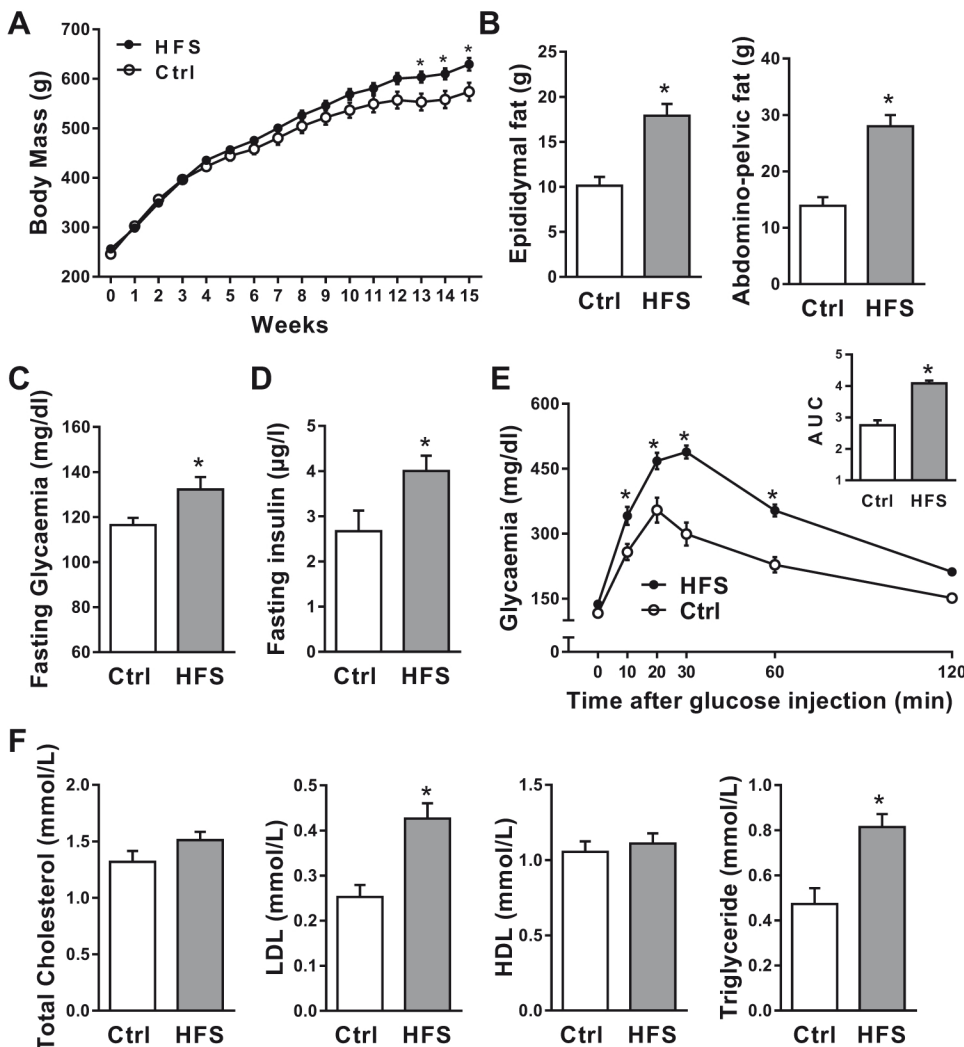 A
Body Mass (g)
700
600
500
400
300
200
HFS
Ctrl
* * *
0 1 2 3 4 5 6 7 8 9 10 11 12 13 14 15
Weeks
B
Epididymal fat (g)
25
20
15
10
5
0
*
Ctrl HFS
Abdomino-pelvic fat (g)
40
30
20
10
0
*
Ctrl HFS
C
Fasting Glycaemia (mg/dl)
160
140
120
100
80
60
*
Ctrl HFS
D
Fasting insulin (µg/l)
5
4
3
2
1
0
*
Ctrl HFS
E
Glycaemia (mg/dl)
600
450
300
150
0
* * * *
HFS
Ctrl
0 10 20 30 60 120
Time after glucose injection (min)
AUC
5
4
3
2
1
*
Ctrl HFS
F
Total Cholesterol (mmol/L)
2.0
1.5
1.0
0.5
0.0
Ctrl HFS
LDL (mmol/L)
0.5
0.4
0.3
0.2
0.1
0.0
*
Ctrl HFS
HDL (mmol/L)
1.5
1.0
0.5
0.0
Ctrl HFS
Triglyceride (mmol/L)
1.0
0.8
0.6
0.4
0.2
0.0
*
Ctrl HFS